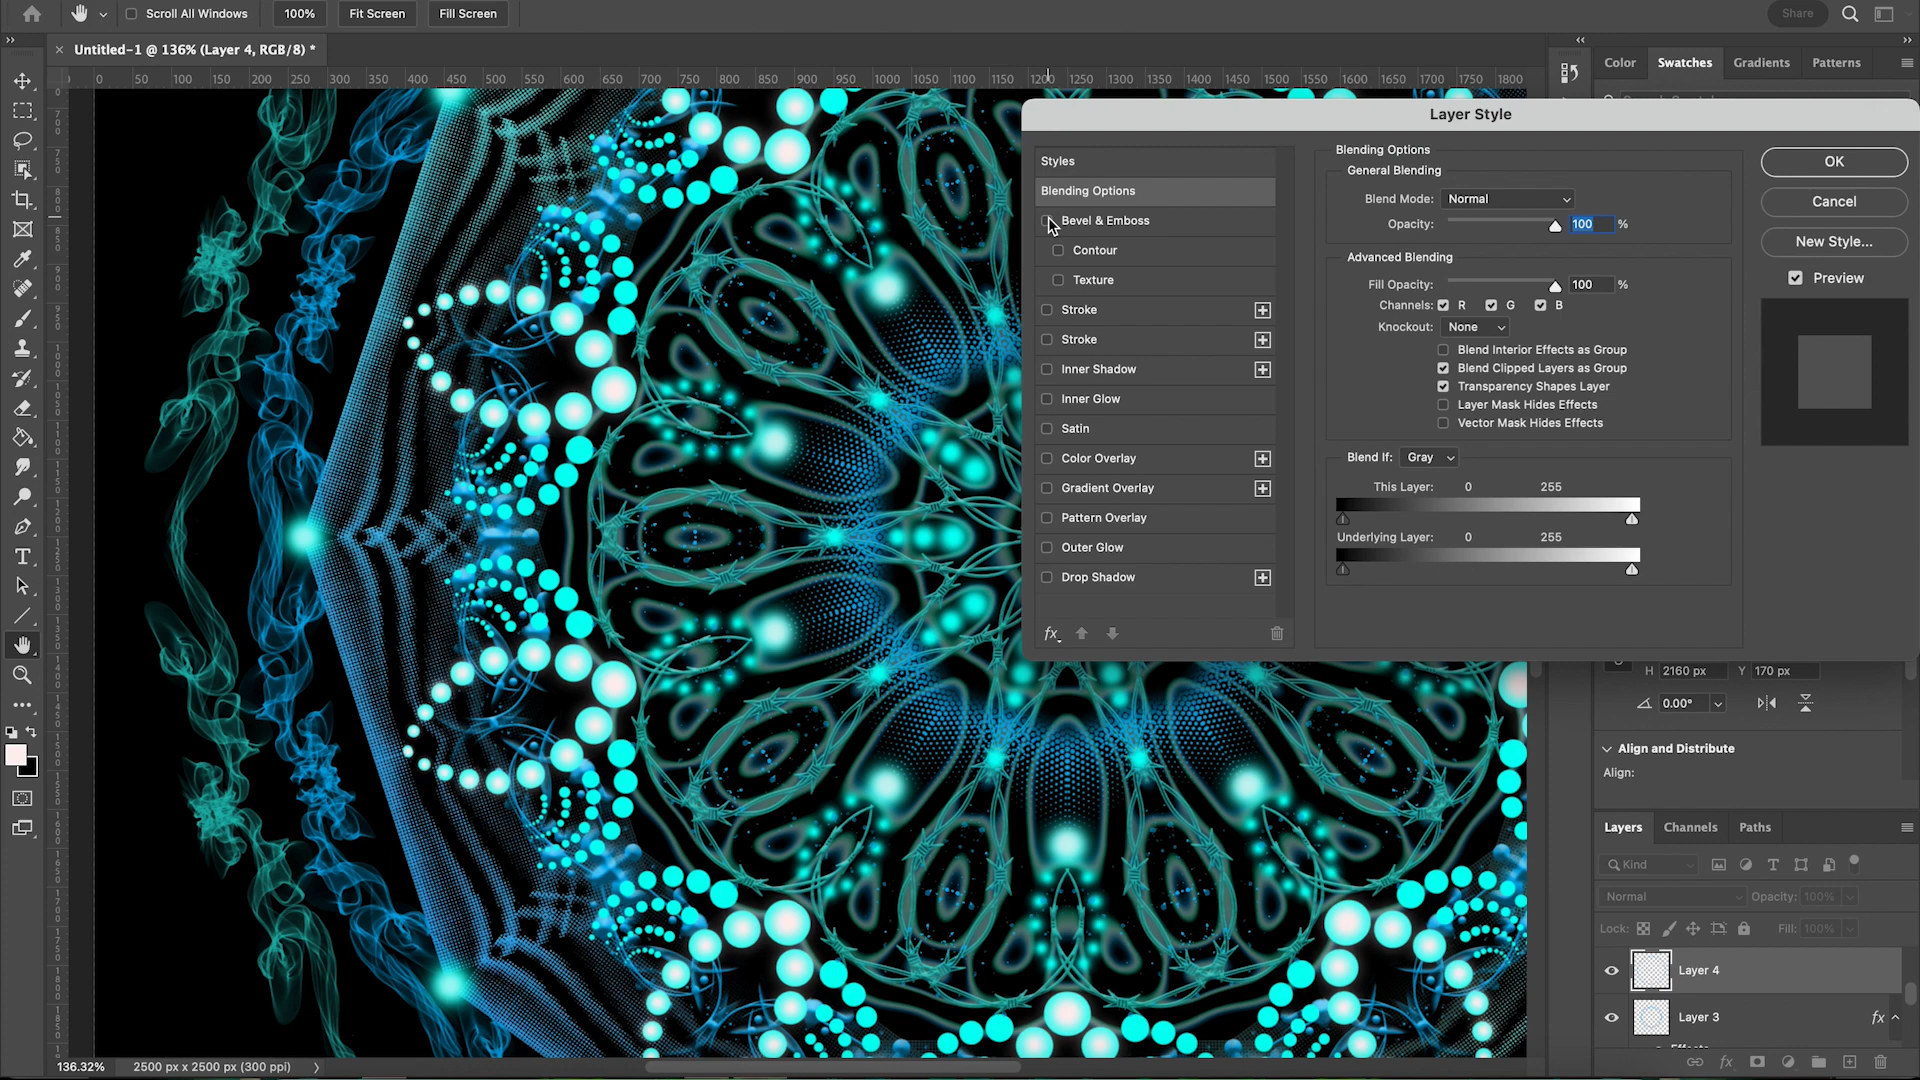 Scroll All Windows 100% Fit Screen Fill Screen Share
Untitled-1 @ 136% (Layer 4, RGB/8) *
Color Swatches Gradients Patterns
0 50 100 150 200 250 300 350 400 450 500 550 600 650 700 750 800 850 900 950 1000 1050 1100 1150 1200 1250 1300 1350 1400 1450 1500 1550 1600 1650 1700 1750 1800
Layer Style
Styles
Blending Options
Bevel & Emboss
Contour
Texture
Stroke
Stroke
Inner Shadow
Inner Glow
Satin
Color Overlay
Gradient Overlay
Pattern Overlay
Outer Glow
Drop Shadow
fx
Blending Options
General Blending
Blend Mode: Normal
Opacity: 100 %
Advanced Blending
Fill Opacity: 100 %
Channels: R G B
Knockout: None
Blend Interior Effects as Group
Blend Clipped Layers as Group
Transparency Shapes Layer
Layer Mask Hides Effects
Vector Mask Hides Effects
Blend If: Gray
This Layer: 0 255
Underlying Layer: 0 255
OK
Cancel
New Style...
Preview
H 2160 px Y 170 px
0.00°
Align and Distribute
Align:
Layers Channels Paths
Kind
Normal Opacity: 100%
Lock: Fill: 100%
Layer 4
Layer 3 fx
136.32% 2500 px x 2500 px (300 ppi)
fx